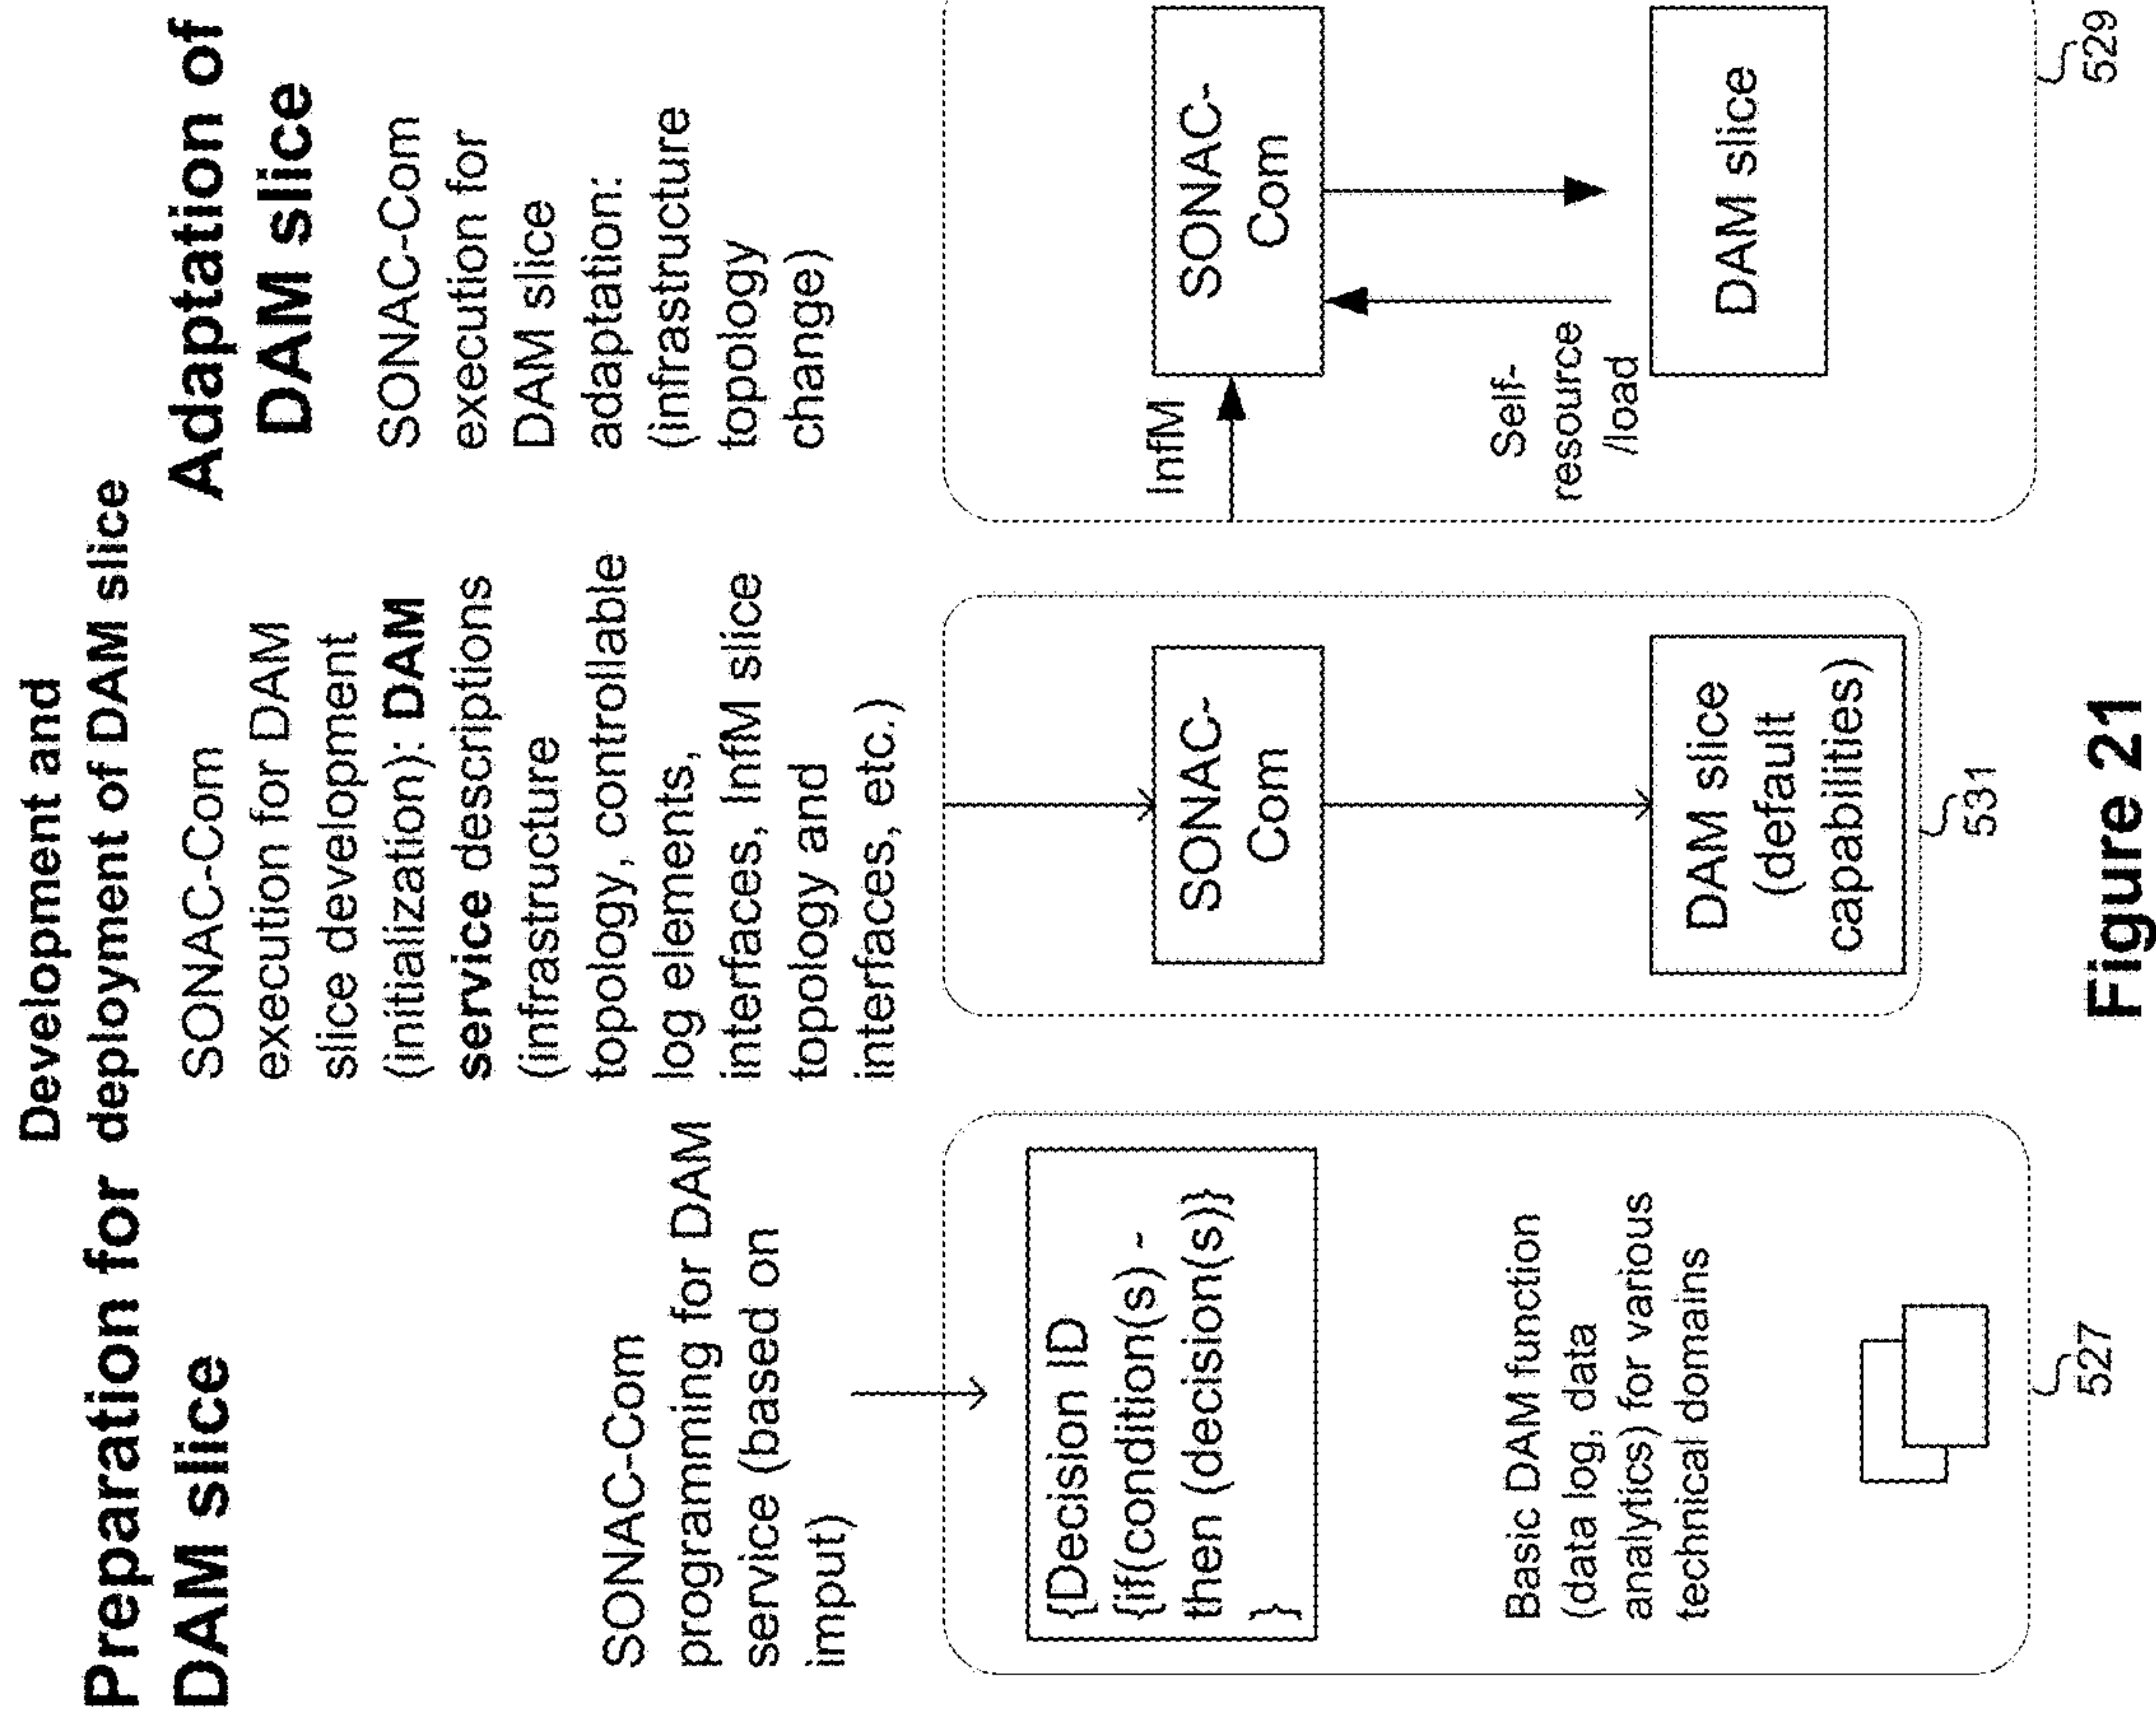 Preparation for
DAM slice
SONAC-Com
programming for DAM
service (based on
imput)
{Decision ID
{if(condition(s) -
then (decision(s)}
}
Basic DAM function
(data log, data
analytics) for various
technical domains
527
Development and
deployment of DAM slice
SONAC-Com
execution for DAM
slice development
(initialization): DAM
service descriptions
(infrastructure
topology, controllable
log elements,
interfaces, InfM slice
topology and
interfaces, etc.)
SONAC-
Com
DAM slice
(default
capabilities)
531
Adaptation of
DAM slice
SONAC-Com
execution for
DAM slice
adaptation:
(infrastructure
topology
change)
InfM
SONAC-
Com
Self-
resource
/load
DAM slice
529
Figure 21